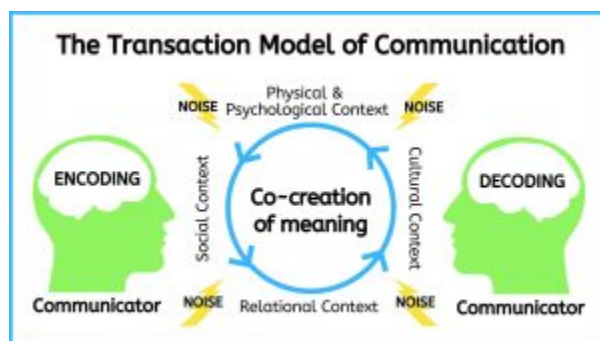 The Transaction Model of Communication
NOISE
Physical &
Psychological Context
NOISE
ENCODING
Social Context
Co-creation
of meaning
Cultural Context
DECODING
Communicator
NOISE
Relational Context
NOISE
Communicator